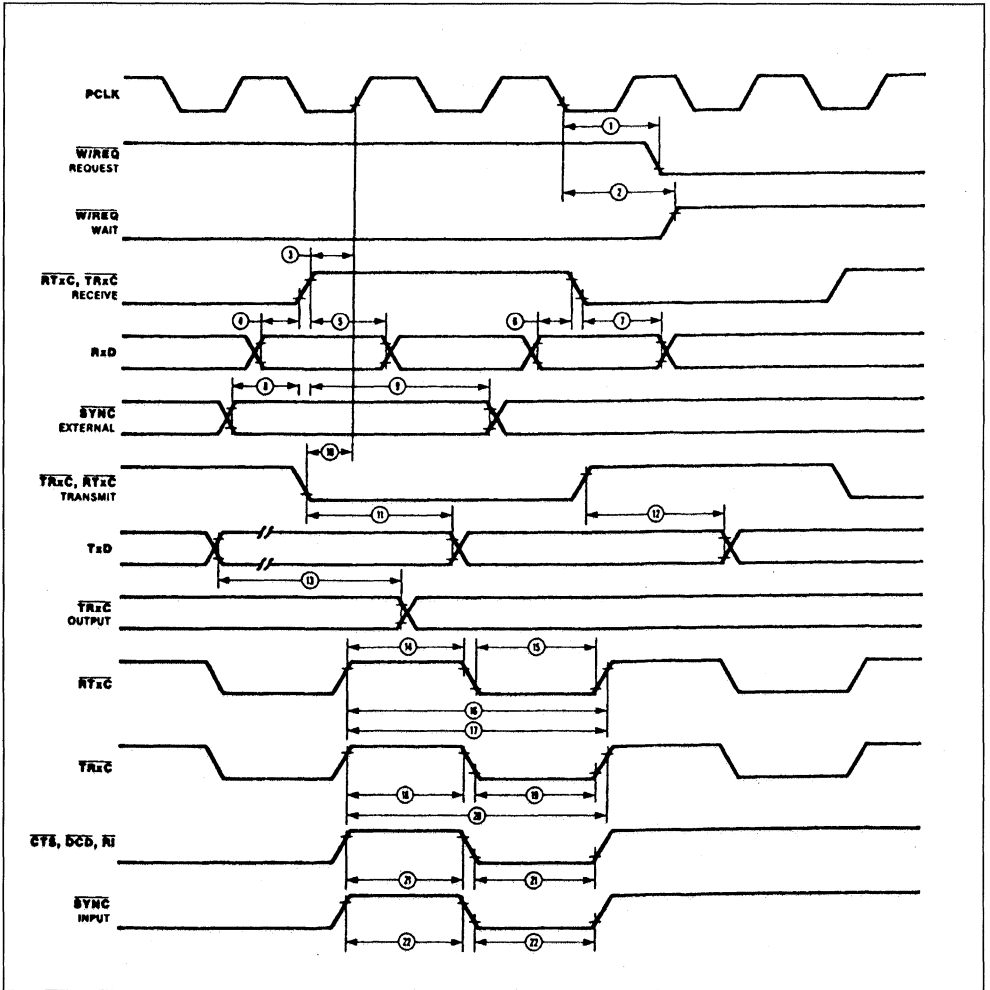 PCLK
1
W/REQ
REQUEST
2
W/REQ
WAIT
3
RTxC, TRxC
RECEIVE
4 5 6 7
RxD
8 9
SYNC
EXTERNAL
10
TRxC, RTxC
TRANSMIT
11 12
TxD
13
TRxC
OUTPUT
14 15
RTxC
16
17
TRxC
18 19
20
CTS, DCD, RI
21 21
SYNC
INPUT
22 22